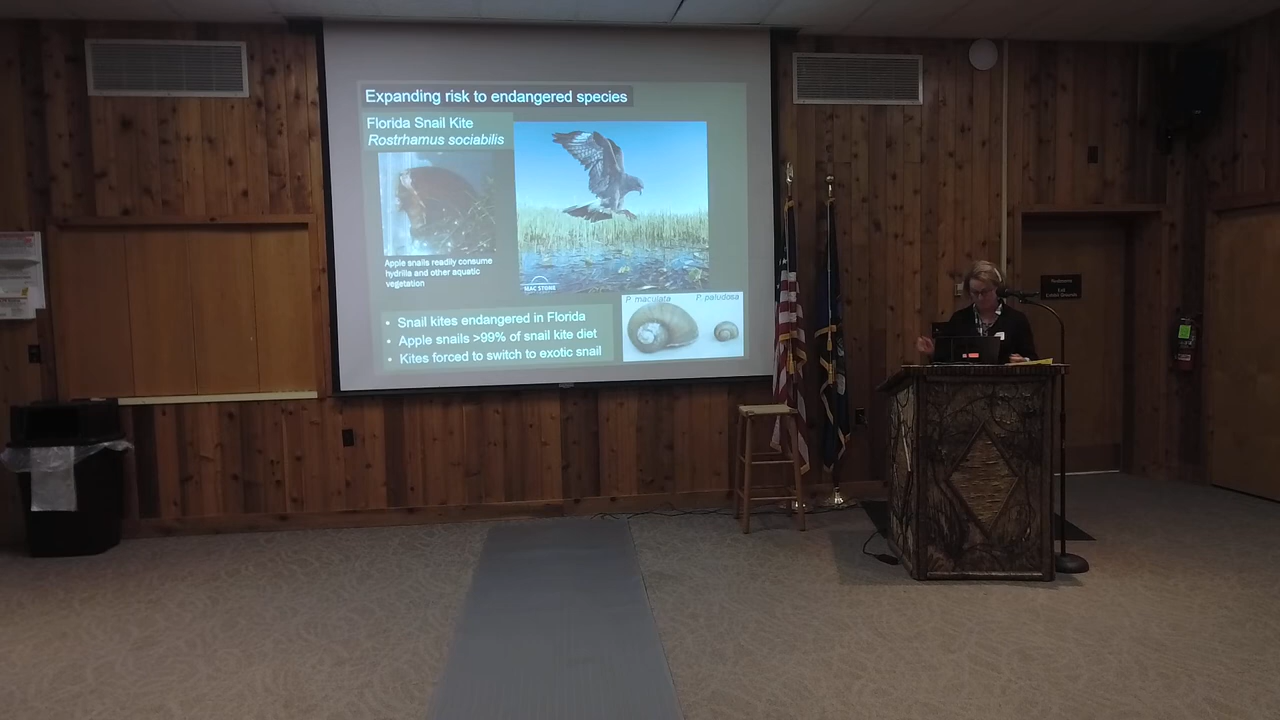 Expanding risk to endangered species
Florida Snail Kite
Rostrhamus sociabilis
Apple snails readily consume
hydrilla and other aquatic
vegetation
MAC STONE
• Snail kites endangered in Florida
• Apple snails >99% of snail kite diet
• Kites forced to switch to exotic snail
P. maculata
P. paludosa
Restrooms
Exit